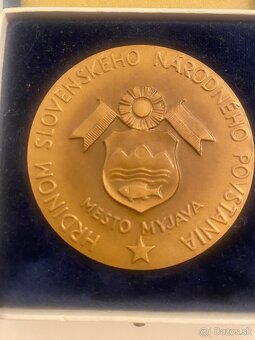 HRDINOM SLOVENSKÉHO NÁRODNÉHO POVSTANIA
MESTO MYJAVA
Bazos.sk